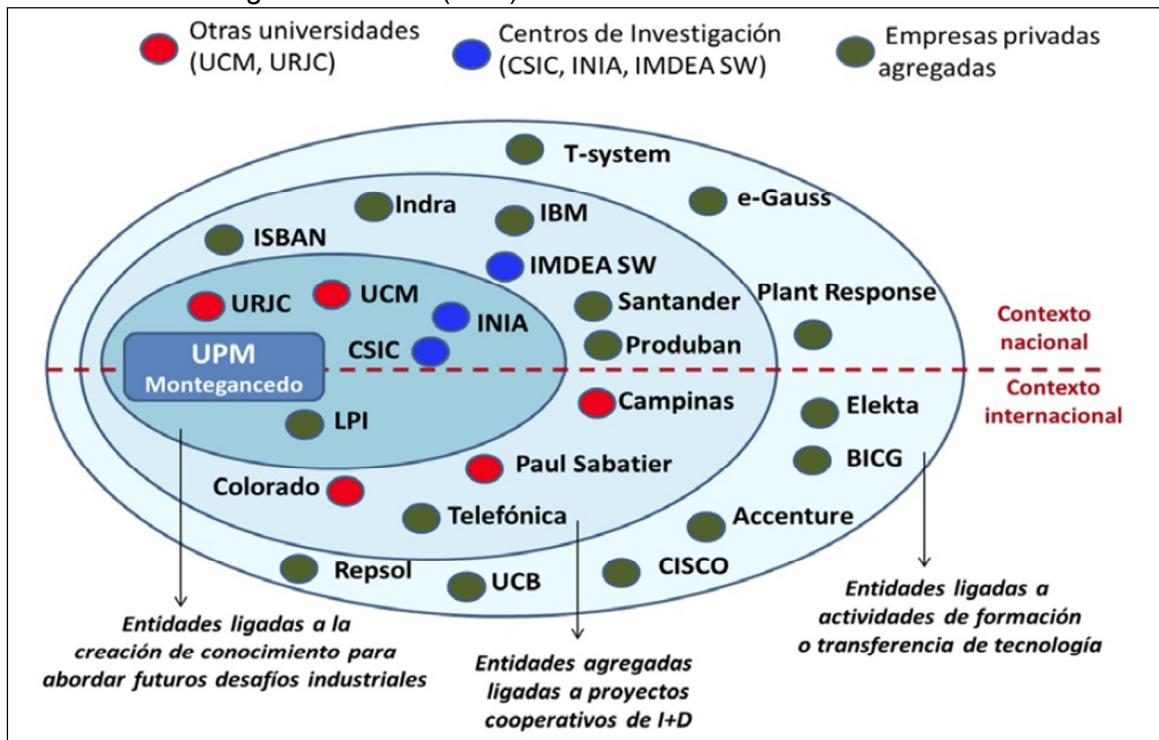 Otras universidades
(UCM, URJC)
Centros de Investigación
(CSIC, INIA, IMDEA SW)
Empresas privadas
agregadas
T-system
e-Gauss
Indra
IBM
ISBAN
IMDEA SW
URJC
UCM
INIA
CSIC
Santander
Produban
Plant Response
Contexto
nacional
UPM
Montegancedo
Contexto
internacional
LPI
Campinas
Elekta
BICG
Paul Sabatier
Colorado
Telefónica
Accenture
Repsol
UCB
CISCO
Entidades ligadas a la
creación de conocimiento para
abordar futuros desafíos industriales
Entidades agregadas
ligadas a proyectos
cooperativos de I+D
Entidades ligadas a
actividades de formación
o transferencia de tecnología